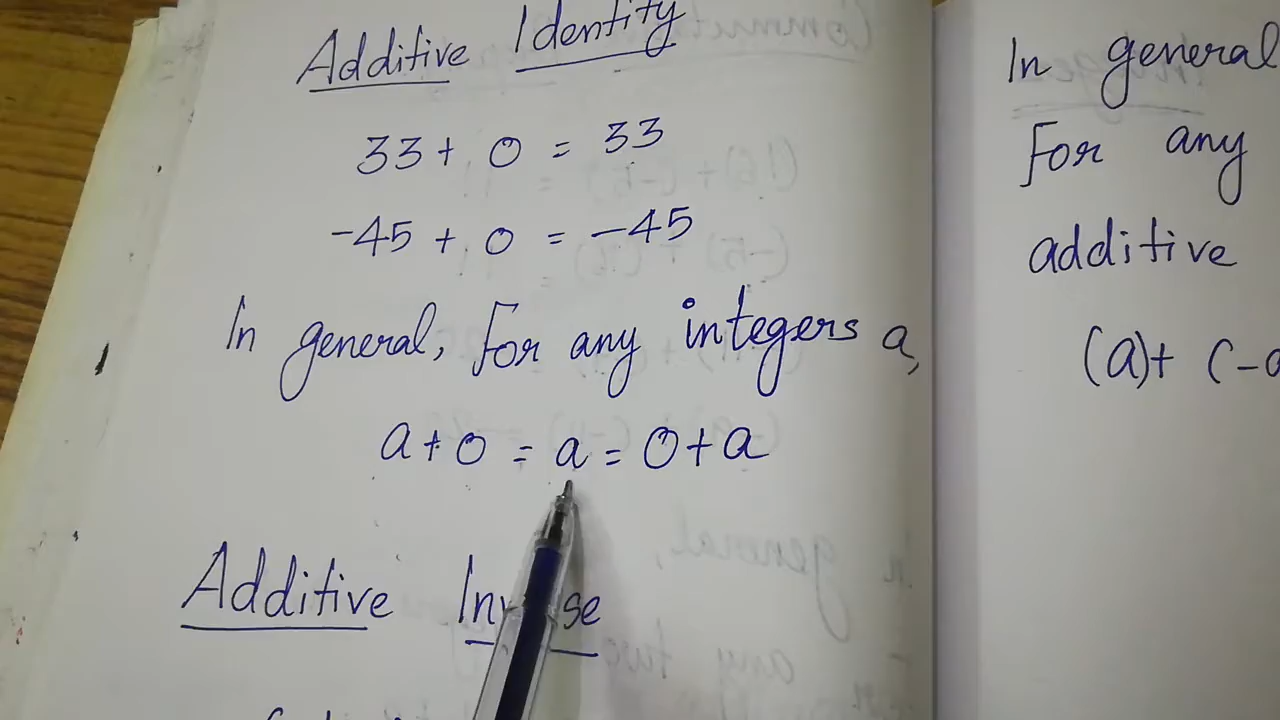 Additive Identity
33 + 0 = 33
-45 + 0 = -45
In general, For any integers a,
a + 0 = a = 0 + a
Additive
In general
For any
additive
(a)+ (-a